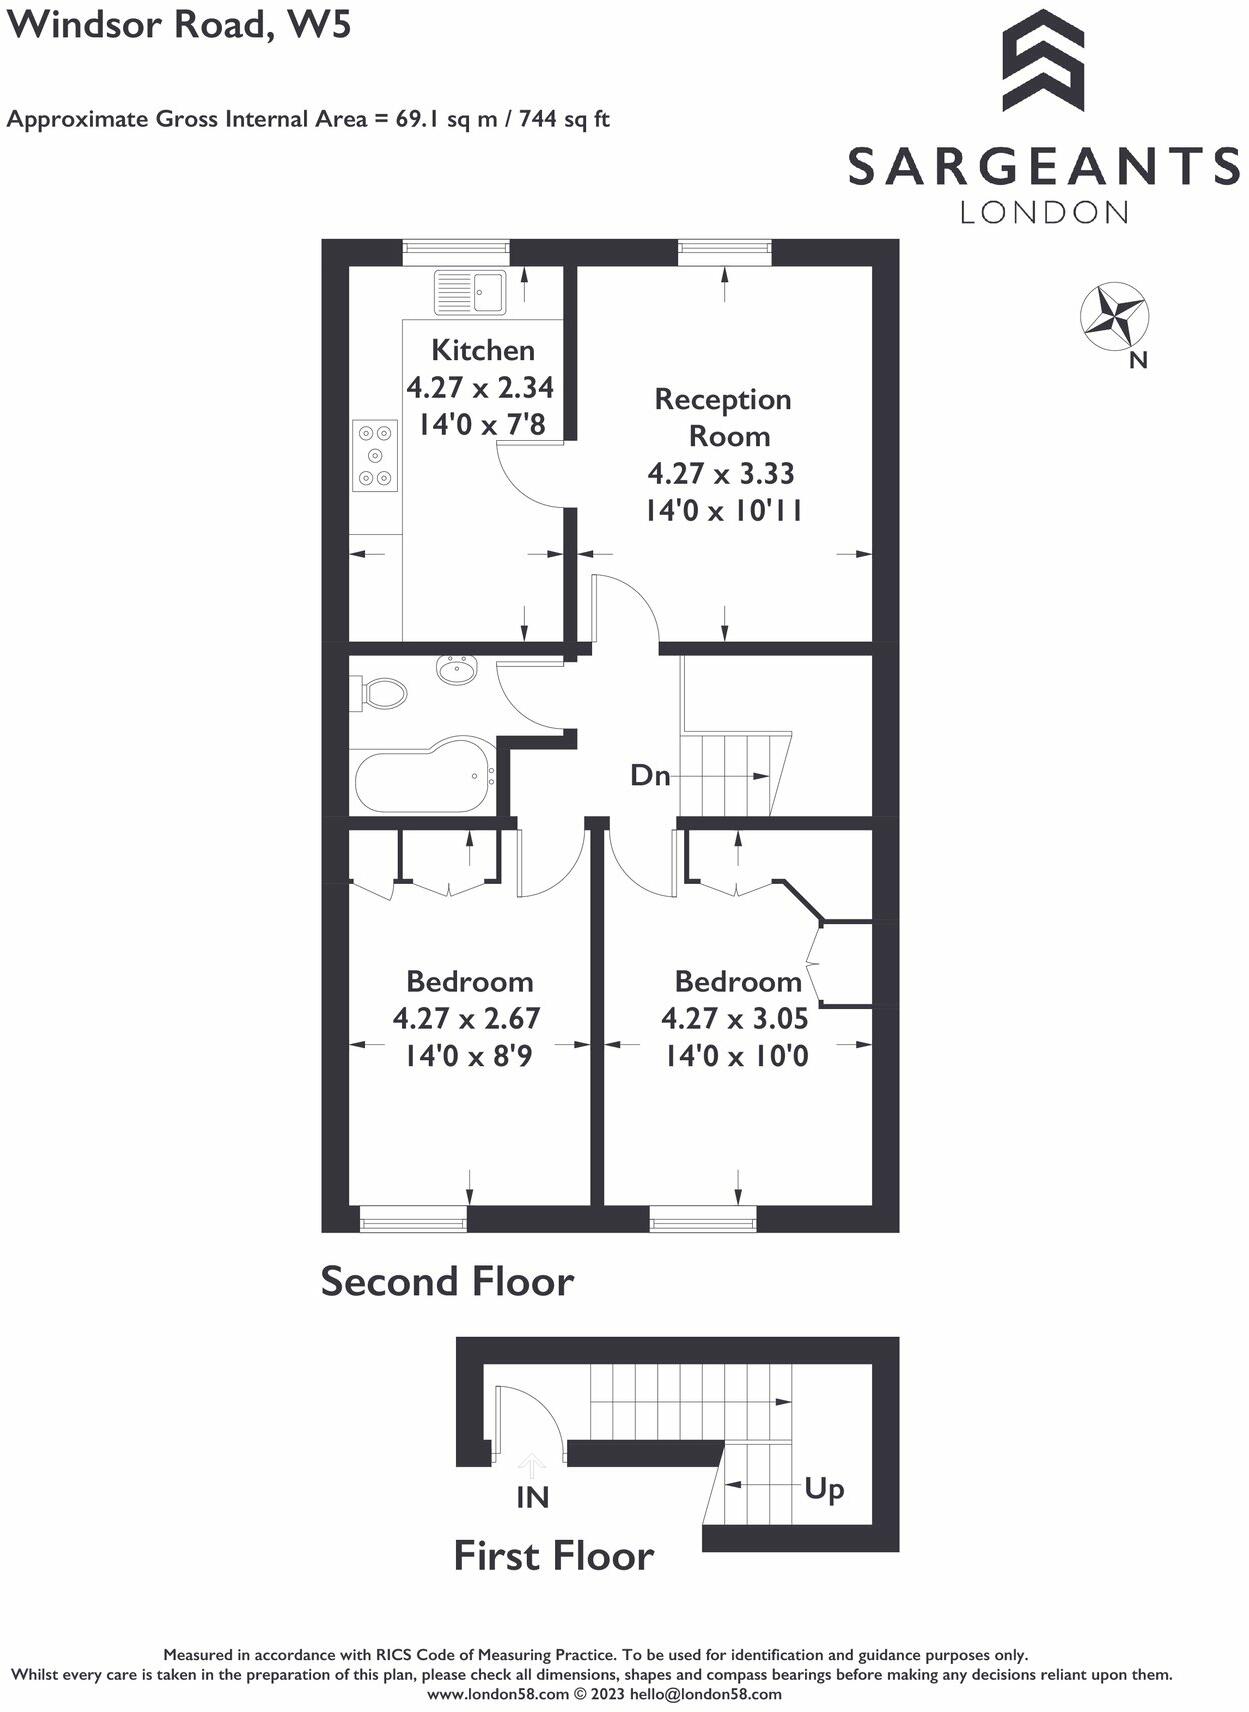 Windsor Road, W5
Approximate Gross Internal Area = 69.1 sq m / 744 sq ft
SARGEANTS
LONDON
N
Kitchen
4.27 x 2.34
14'0 x 7'8
Reception
Room
4.27 x 3.33
14'0 x 10'11
Dn
Bedroom
4.27 x 2.67
14'0 x 8'9
Bedroom
4.27 x 3.05
14'0 x 10'0
Second Floor
IN
Up
First Floor
Measured in accordance with RICS Code of Measuring Practice. To be used for identification and guidance purposes only.
Whilst every care is taken in the preparation of this plan, please check all dimensions, shapes and compass bearings before making any decisions reliant upon them.
www.london58.com © 2023 hello@london58.com